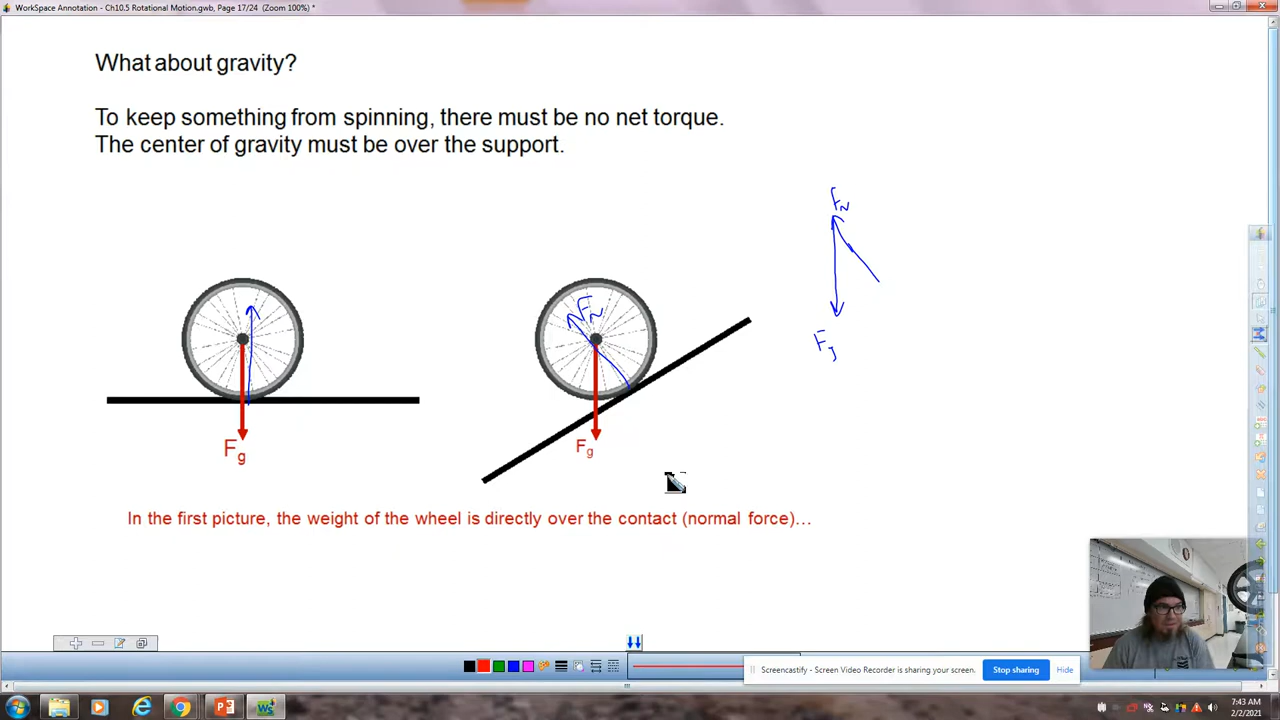 WorkSpace Annotation - Ch10.5 Rotational Motion.gwb, Page 17/24 (Zoom 100%) *
What about gravity?
To keep something from spinning, there must be no net torque.
The center of gravity must be over the support.
FN
FN
Fg
Fg
Fg
In the first picture, the weight of the wheel is directly over the contact (normal force)…
Screencastify - Screen Video Recorder is sharing your screen.
Stop sharing
Hide
7:43 AM
2/2/2021